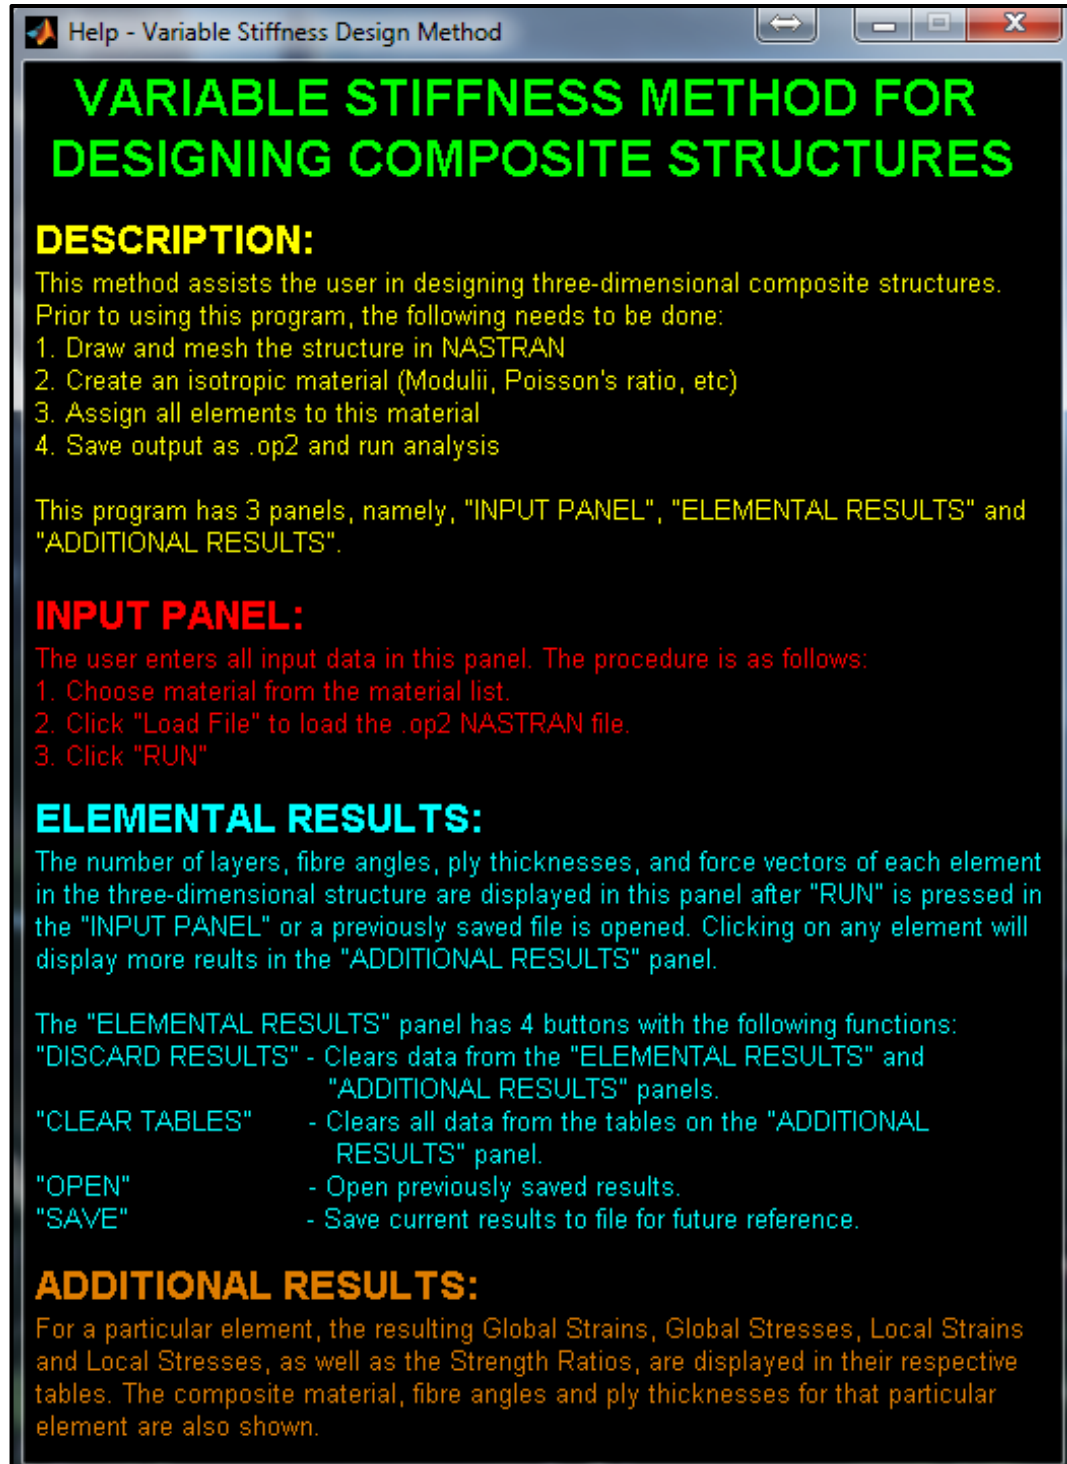 Help - Variable Stiffness Design Method
VARIABLE STIFFNESS METHOD FOR
DESIGNING COMPOSITE STRUCTURES
DESCRIPTION:
This method assists the user in designing three-dimensional composite structures.
Prior to using this program, the following needs to be done:
1. Draw and mesh the structure in NASTRAN
2. Create an isotropic material (Modulii, Poisson's ratio, etc)
3. Assign all elements to this material
4. Save output as .op2 and run analysis
This program has 3 panels, namely, "INPUT PANEL", "ELEMENTAL RESULTS" and
"ADDITIONAL RESULTS".
INPUT PANEL:
The user enters all input data in this panel. The procedure is as follows:
1. Choose material from the material list.
2. Click "Load File" to load the .op2 NASTRAN file.
3. Click "RUN"
ELEMENTAL RESULTS:
The number of layers, fibre angles, ply thicknesses, and force vectors of each element
in the three-dimensional structure are displayed in this panel after "RUN" is pressed in
the "INPUT PANEL" or a previously saved file is opened. Clicking on any element will
display more reults in the "ADDITIONAL RESULTS" panel.
The "ELEMENTAL RESULTS" panel has 4 buttons with the following functions:
"DISCARD RESULTS" - Clears data from the "ELEMENTAL RESULTS" and
"ADDITIONAL RESULTS" panels.
"CLEAR TABLES" - Clears all data from the tables on the "ADDITIONAL
RESULTS" panel.
"OPEN" - Open previously saved results.
"SAVE" - Save current results to file for future reference.
ADDITIONAL RESULTS:
For a particular element, the resulting Global Strains, Global Stresses, Local Strains
and Local Stresses, as well as the Strength Ratios, are displayed in their respective
tables. The composite material, fibre angles and ply thicknesses for that particular
element are also shown.